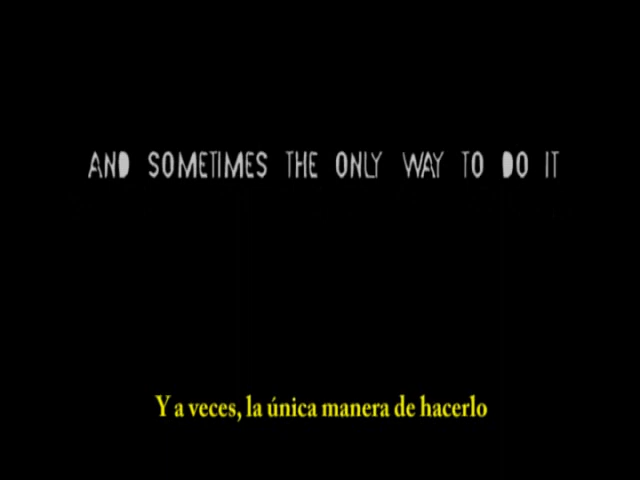 AND SOMETIMES THE ONLY WAY TO DO IT
Y a veces, la única manera de hacerlo